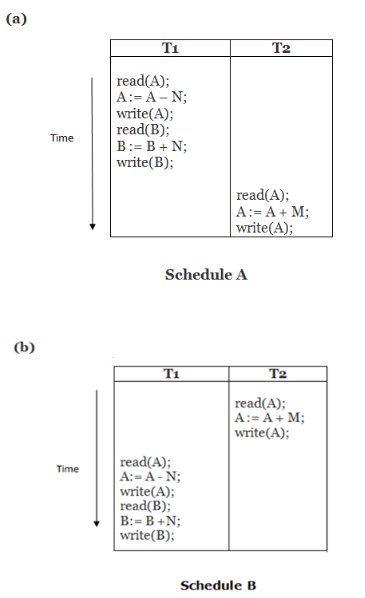 (a)
T1 T2
read(A);
A:= A – N;
write(A);
Time read(B);
B:= B + N;
write(B);
read(A);
A:= A + M;
write(A);
Schedule A
(b)
T1 T2
read(A);
A:= A + M;
write(A);
Time read(A);
A:= A - N;
write(A);
read(B);
B:= B +N;
write(B);
Schedule B